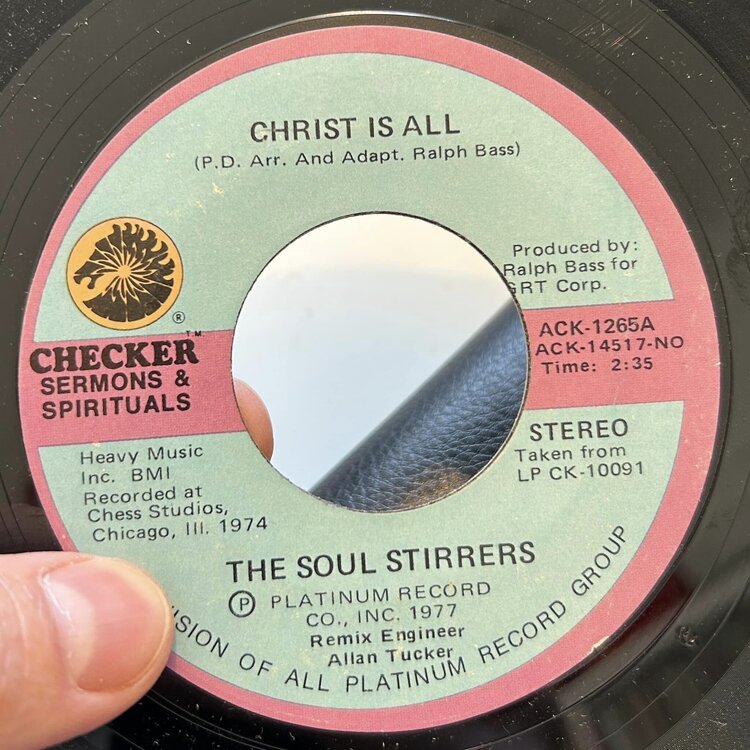 CHRIST IS ALL
(P.D. Arr. And Adapt. Ralph Bass)
Produced by:
Ralph Bass for
GRT Corp.
®
CHECKER™
SERMONS &
SPIRITUALS
ACK-1265A
ACK-14517-NO
Time: 2:35
Heavy Music
Inc. BMI
Recorded at
Chess Studios,
Chicago, Ill. 1974
STEREO
Taken from
LP CK-10091
THE SOUL STIRRERS
Ⓟ PLATINUM RECORD
CO., INC. 1977
Remix Engineer
Allan Tucker
OF ALL PLATINUM RECORD GROUP